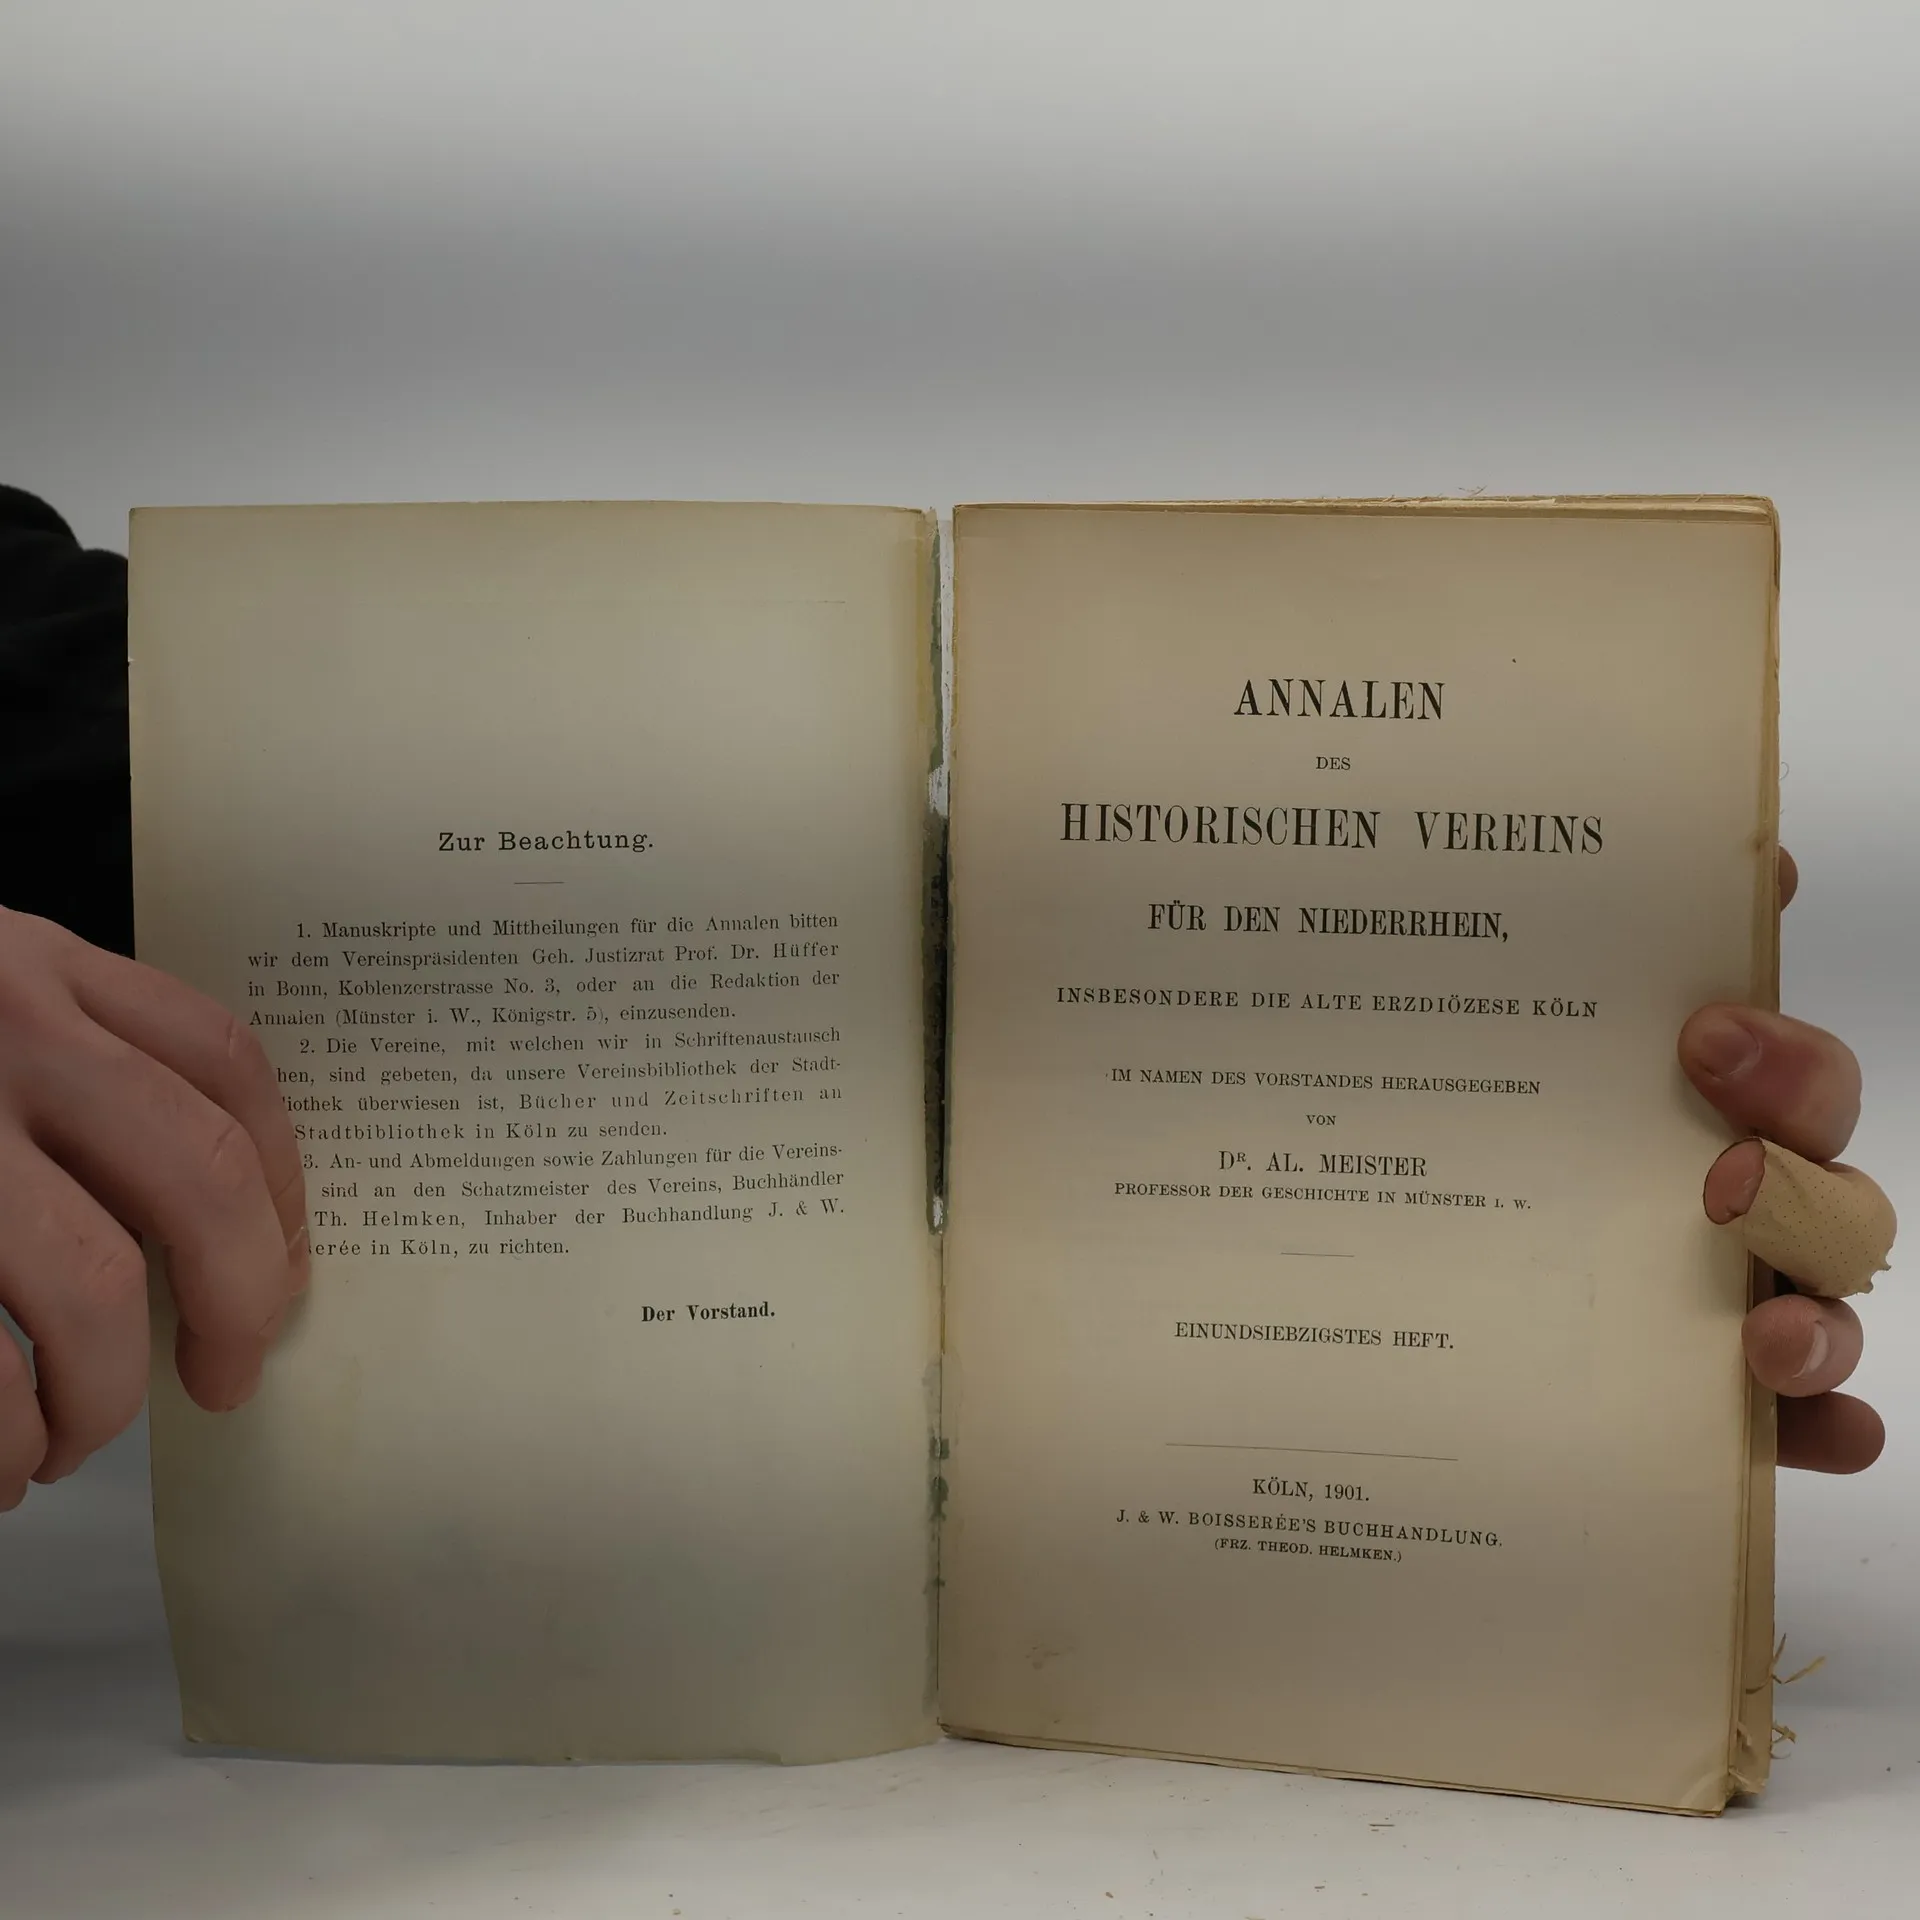 Zur Beachtung.
1. Manuskripte und Mittheilungen für die Annalen bitten
wir dem Vereinspräsidenten Geh. Justizrat Prof. Dr. Hüffer
in Bonn, Koblenzerstrasse No. 3, oder an die Redaktion der
Annalen (Münster i. W., Königstr. 5), einzusenden.
2. Die Vereine, mit welchen wir in Schriftenaustausch
hen, sind gebeten, da unsere Vereinsbibliothek der Stadt-
liothek überwiesen ist, Bücher und Zeitschriften an
Stadtbibliothek in Köln zu senden.
3. An- und Abmeldungen sowie Zahlungen für die Vereins-
sind an den Schatzmeister des Vereins, Buchhändler
Th. Helmken, Inhaber der Buchhandlung J. & W.
erée in Köln, zu richten.
Der Vorstand.
ANNALEN
DES
HISTORISCHEN VEREINS
FÜR DEN NIEDERRHEIN,
INSBESONDERE DIE ALTE ERZDIÖZESE KÖLN
IM NAMEN DES VORSTANDES HERAUSGEGEBEN
VON
DR. AL. MEISTER
PROFESSOR DER GESCHICHTE IN MÜNSTER I. W.
EINUNDSIEBZIGSTES HEFT.
KÖLN, 1901.
J. & W. BOISSERÉE'S BUCHHANDLUNG.
(FRZ. THEOD. HELMKEN.)